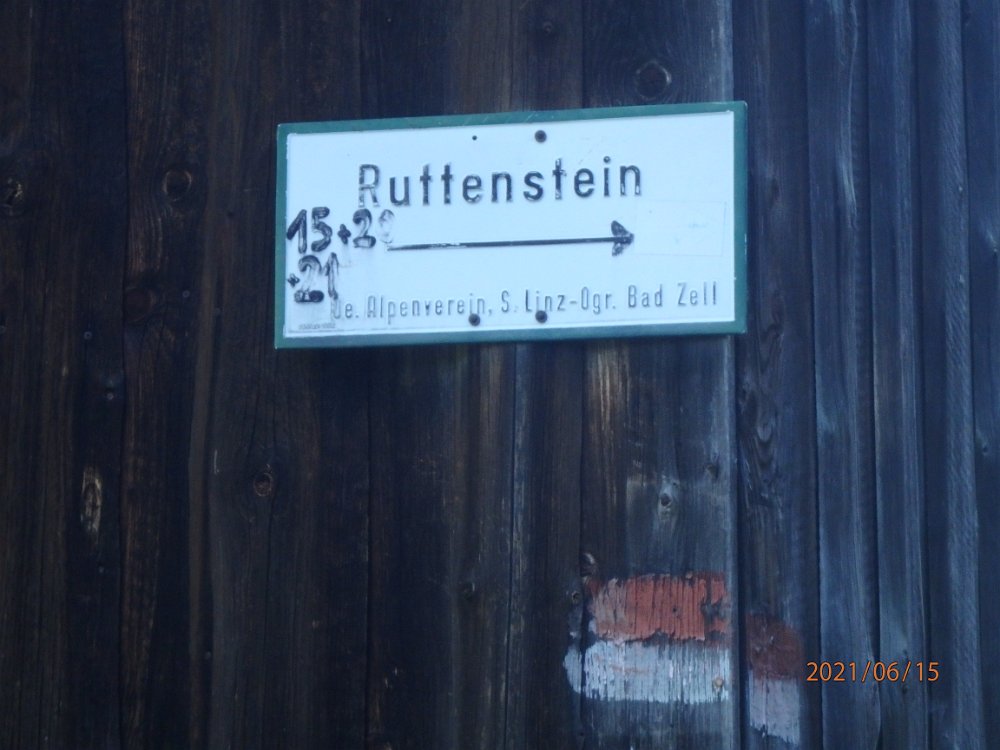 Ruttenstein
15+20
+21
Oe. Alpenverein, S. Linz-Ogr. Bad Zell
2021/06/15